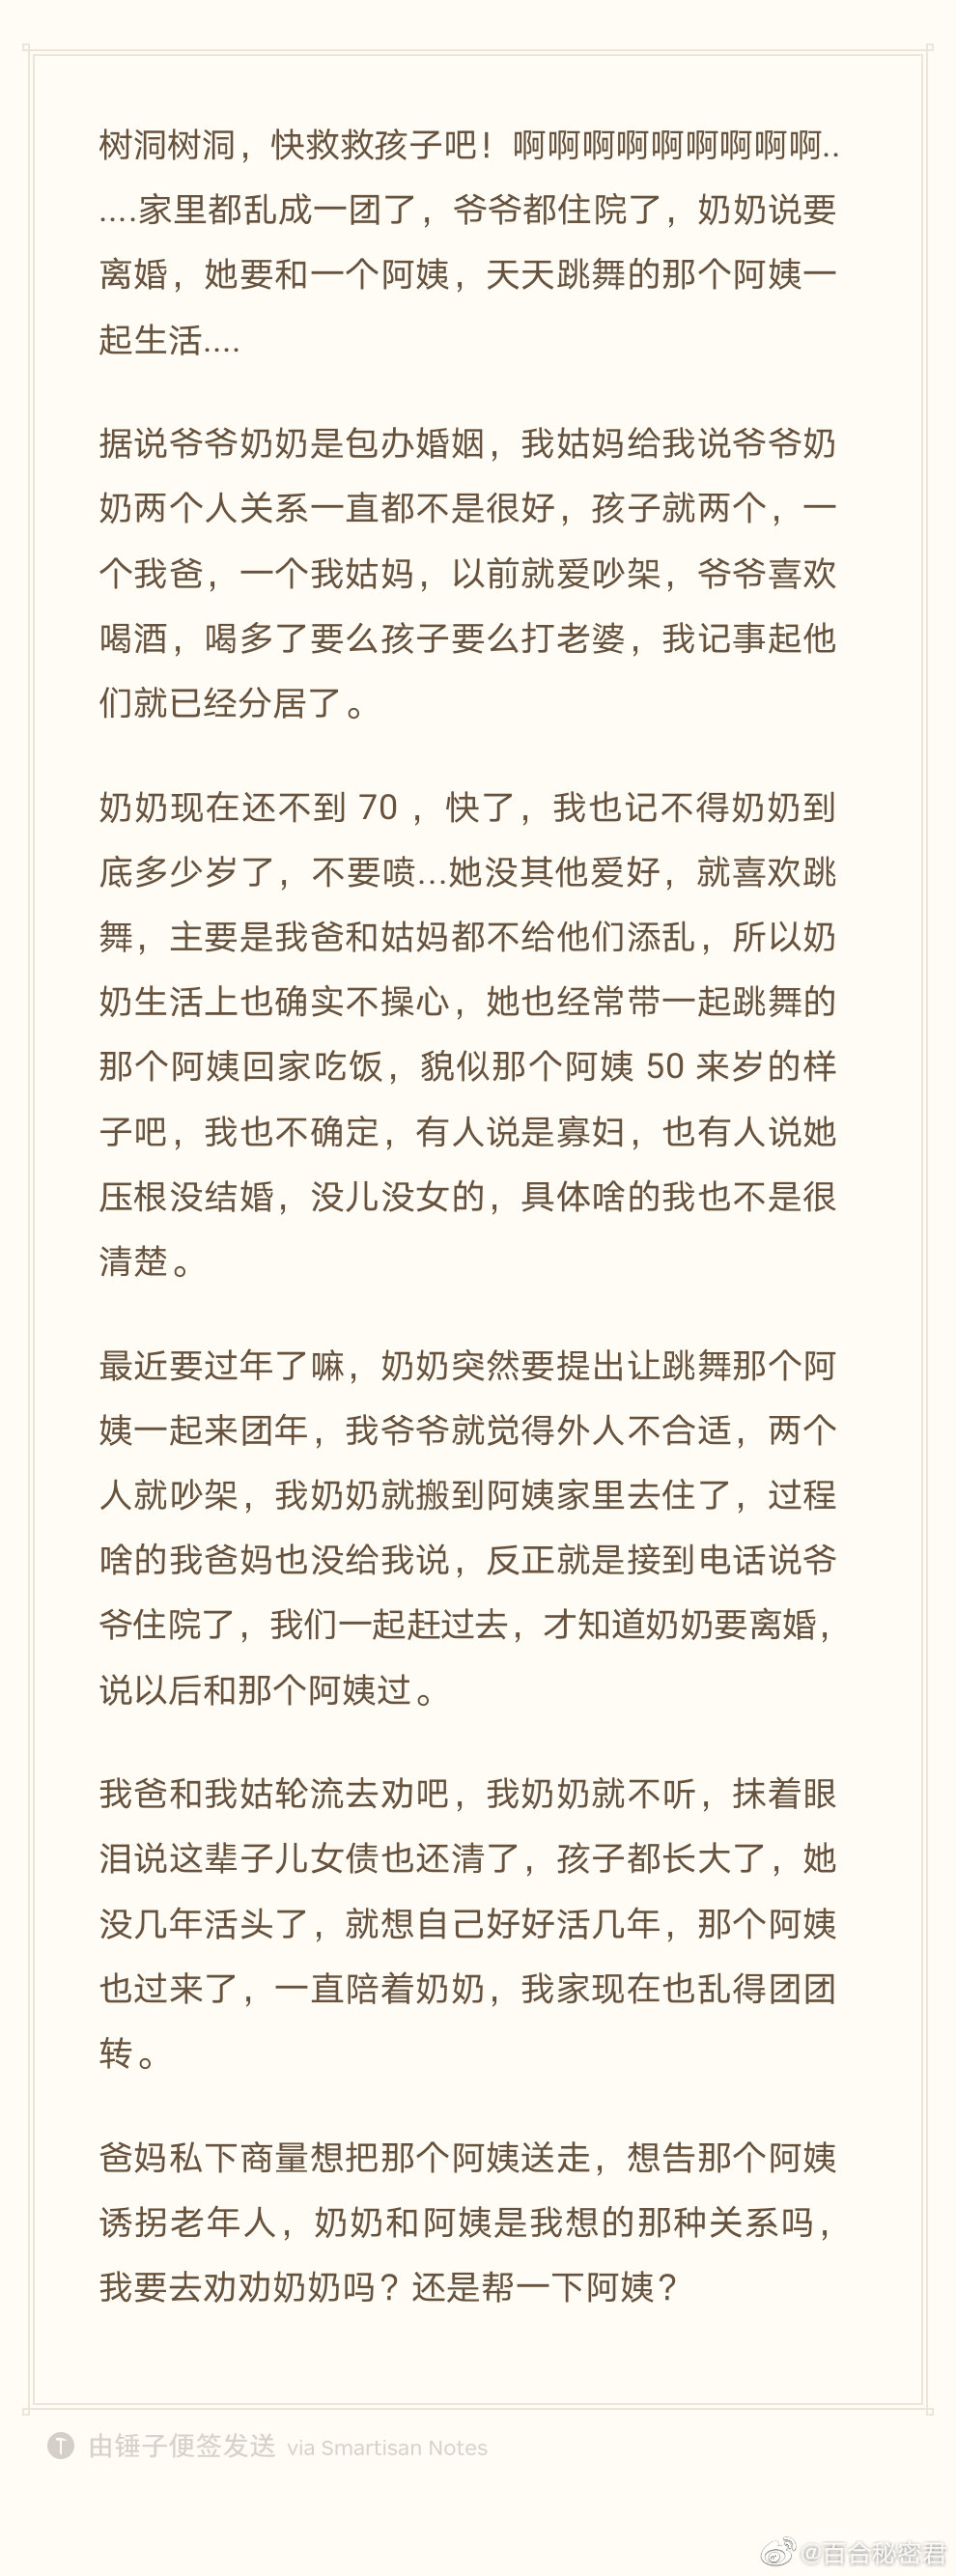 树洞树洞，快救救孩子吧！啊啊啊啊啊啊啊啊啊..
....家里都乱成一团了，爷爷都住院了，奶奶说要
离婚，她要和一个阿姨，天天跳舞的那个阿姨一
起生活....
据说爷爷奶奶是包办婚姻，我姑妈给我说爷爷奶
奶两个人关系一直都不是很好，孩子就两个，一
个我爸，一个我姑妈，以前就爱吵架，爷爷喜欢
喝酒，喝多了要么孩子要么打老婆，我记事起他
们就已经分居了。
奶奶现在还不到 70 ，快了，我也记不得奶奶到
底多少岁了，不要喷...她没其他爱好，就喜欢跳
舞，主要是我爸和姑妈都不给他们添乱，所以奶
奶生活上也确实不操心，她也经常带一起跳舞的
那个阿姨回家吃饭，貌似那个阿姨 50 来岁的样
子吧，我也不确定，有人说是寡妇，也有人说她
压根没结婚，没儿没女的，具体啥的我也不是很
清楚。
最近要过年了嘛，奶奶突然要提出让跳舞那个阿
姨一起来团年，我爷爷就觉得外人不合适，两个
人就吵架，我奶奶就搬到阿姨家里去住了，过程
啥的我爸妈也没给我说，反正就是接到电话说爷
爷住院了，我们一起赶过去，才知道奶奶要离婚，
说以后和那个阿姨过。
我爸和我姑轮流去劝吧，我奶奶就不听，抹着眼
泪说这辈子儿女债也还清了，孩子都长大了，她
没几年活头了，就想自己好好活几年，那个阿姨
也过来了，一直陪着奶奶，我家现在也乱得团团
转。
爸妈私下商量想把那个阿姨送走，想告那个阿姨
诱拐老年人，奶奶和阿姨是我想的那种关系吗，
我要去劝劝奶奶吗？还是帮一下阿姨？
T 由锤子便签发送 via Smartisan Notes
@百合秘密君